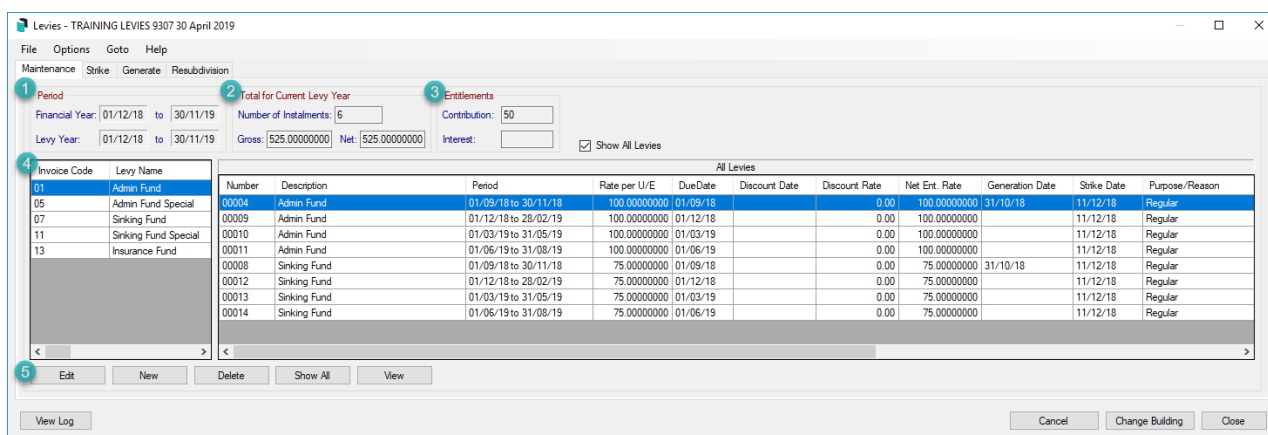 Levies - TRAINING LEVIES 9307 30 April 2019
File Options Goto Help
Maintenance Strike Generate Resubdivision
1 Period 2 Total for Current Levy Year 3 Entitlements
Financial Year: 01/12/18 to 30/11/19 Number of Instalments: 6 Contribution: 50
Levy Year: 01/12/18 to 30/11/19 Gross: 525.00000000 Net: 525.00000000 Interest: Show All Levies
4 Invoice Code Levy Name
01 Admin Fund
05 Admin Fund Special
07 Sinking Fund
11 Sinking Fund Special
13 Insurance Fund
All Levies
Number Description Period Rate per U/E DueDate Discount Date Discount Rate Net Ent. Rate Generation Date Strike Date Purpose/Reason
00004 Admin Fund 01/09/18 to 30/11/18 100.00000000 01/09/18 0.00 100.00000000 31/10/18 11/12/18 Regular
00009 Admin Fund 01/12/18 to 28/02/19 100.00000000 01/12/18 0.00 100.00000000 11/12/18 Regular
00010 Admin Fund 01/03/19 to 31/05/19 100.00000000 01/03/19 0.00 100.00000000 11/12/18 Regular
00011 Admin Fund 01/06/19 to 31/08/19 100.00000000 01/06/19 0.00 100.00000000 11/12/18 Regular
00008 Sinking Fund 01/09/18 to 30/11/18 75.00000000 01/09/18 0.00 75.00000000 31/10/18 11/12/18 Regular
00012 Sinking Fund 01/12/18 to 28/02/19 75.00000000 01/12/18 0.00 75.00000000 11/12/18 Regular
00013 Sinking Fund 01/03/19 to 31/05/19 75.00000000 01/03/19 0.00 75.00000000 11/12/18 Regular
00014 Sinking Fund 01/06/19 to 31/08/19 75.00000000 01/06/19 0.00 75.00000000 11/12/18 Regular
5 Edit New Delete Show All View
View Log Cancel Change Building Close